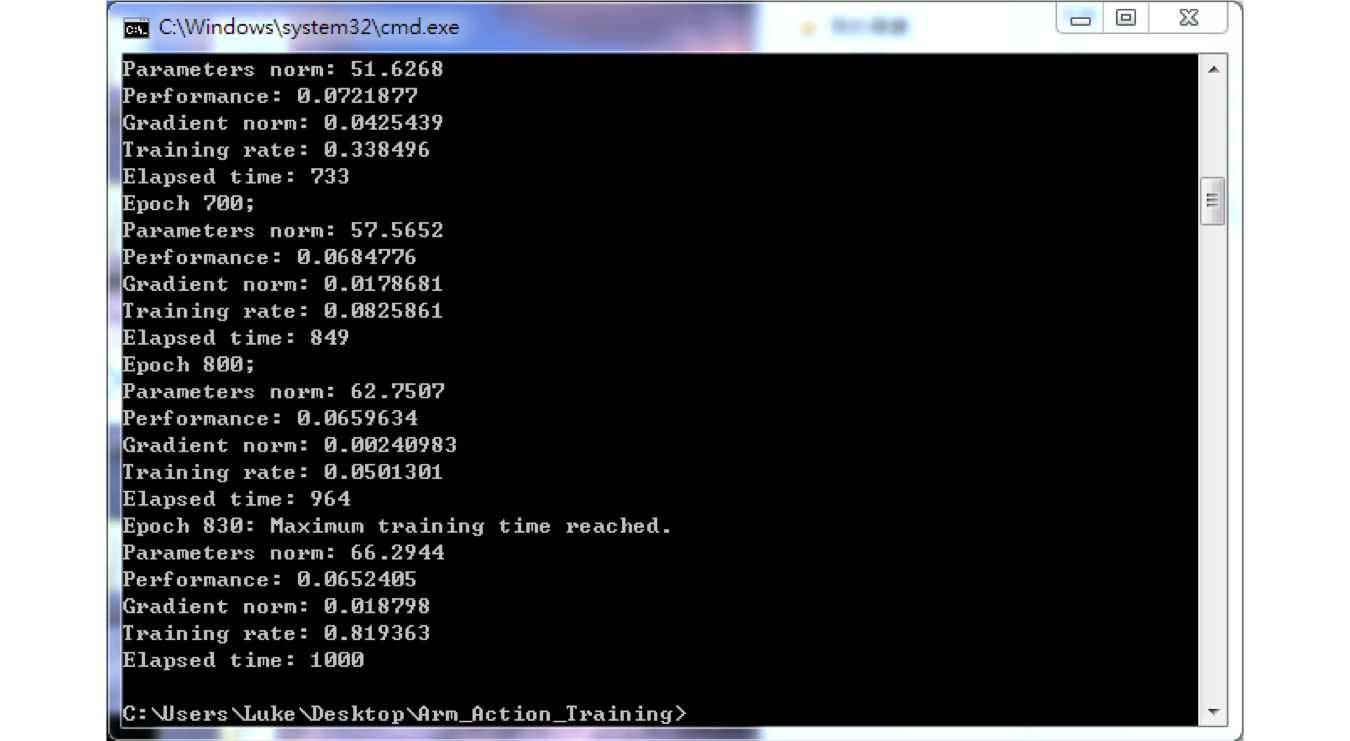 C:\Windows\system32\cmd.exe
Parameters norm: 51.6268
Performance: 0.0721877
Gradient norm: 0.0425439
Training rate: 0.338496
Elapsed time: 733
Epoch 700;
Parameters norm: 57.5652
Performance: 0.0684776
Gradient norm: 0.0178681
Training rate: 0.0825861
Elapsed time: 849
Epoch 800;
Parameters norm: 62.7507
Performance: 0.0659634
Gradient norm: 0.00240983
Training rate: 0.0501301
Elapsed time: 964
Epoch 830: Maximum training time reached.
Parameters norm: 66.2944
Performance: 0.0652405
Gradient norm: 0.018798
Training rate: 0.819363
Elapsed time: 1000
C:\Users\Luke\Desktop\Arm_Action_Training>